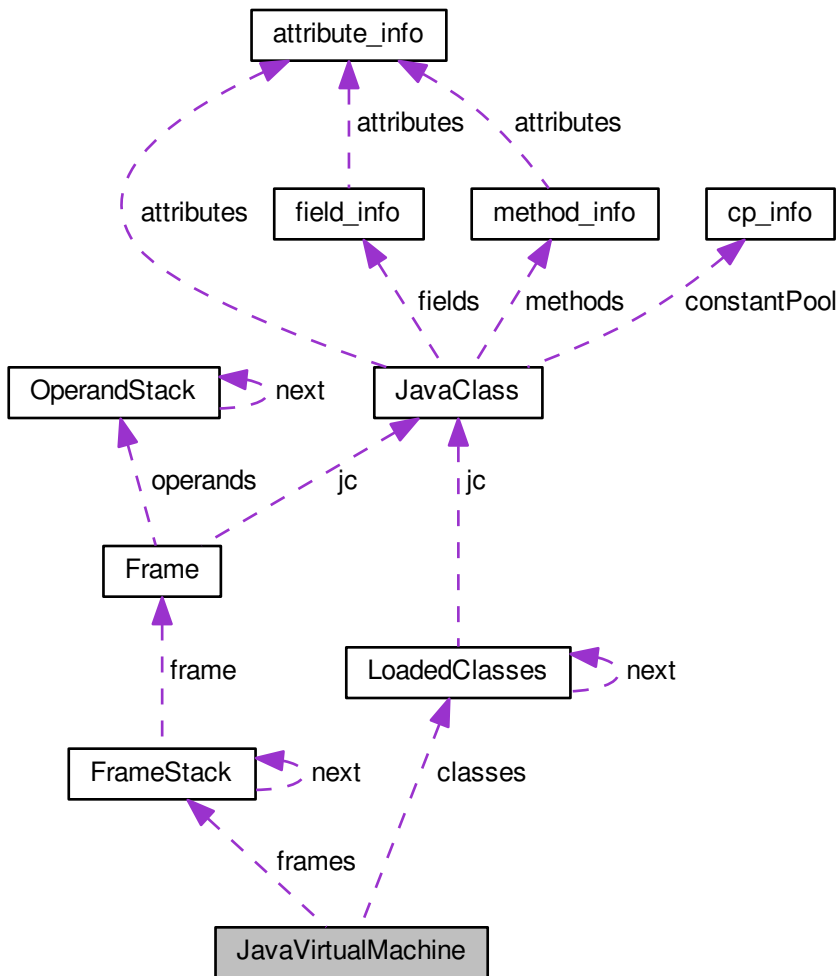 attribute_info
attributes
attributes
attributes
field_info
method_info
cp_info
fields
methods
constantPool
OperandStack
next
JavaClass
operands
jc
jc
Frame
frame
LoadedClasses
next
FrameStack
next
classes
frames
JavaVirtualMachine